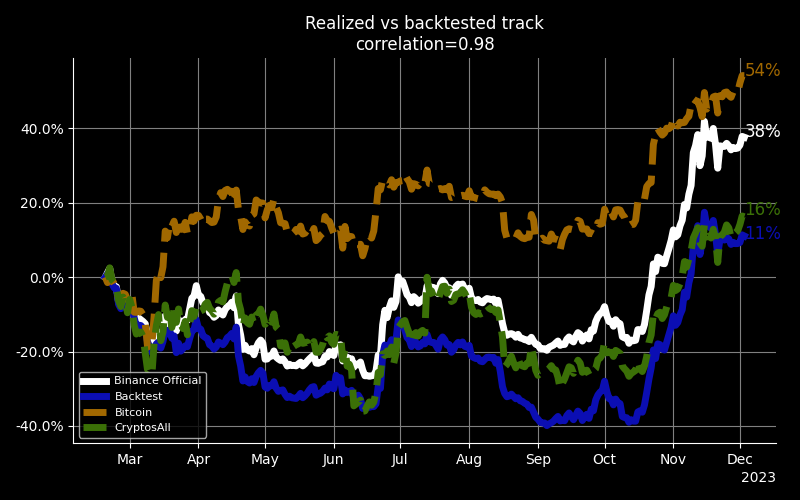 Realized vs backtested track
correlation=0.98
54%
38%
16%
11%
40.0%
20.0%
0.0%
-20.0%
-40.0%
Binance Official
Backtest
Bitcoin
CryptosAll
Mar Apr May Jun Jul Aug Sep Oct Nov Dec
2023